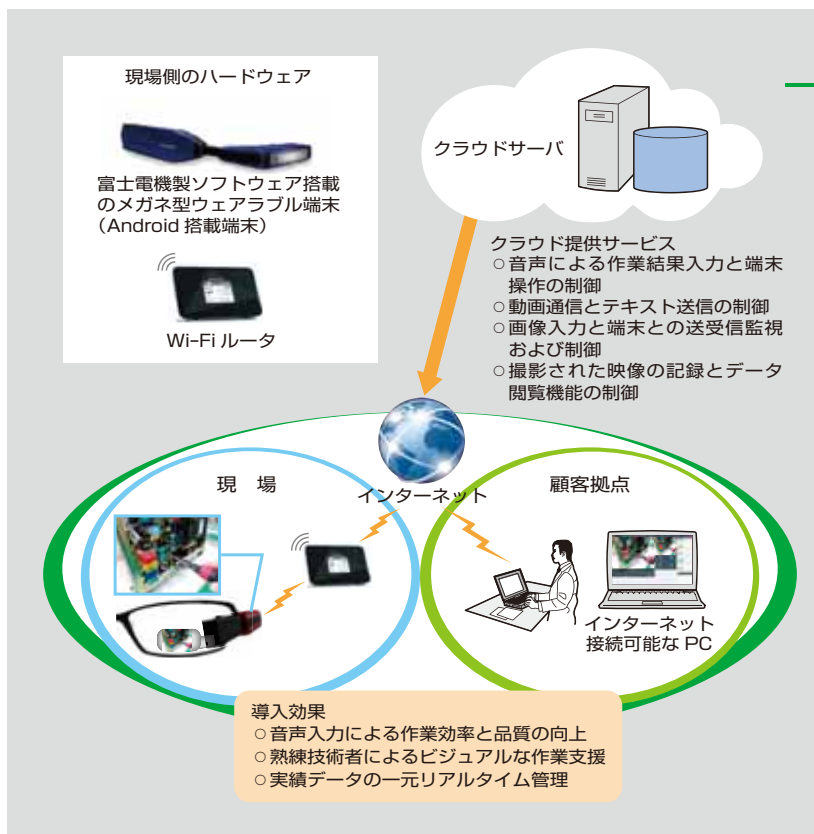 現場側のハードウェア
富士電機製ソフトウェア搭載
のメガネ型ウェアラブル端末
（Android 搭載端末）
Wi-Fi ルータ
クラウドサーバ
クラウド提供サービス
○音声による作業結果入力と端末
操作の制御
○動画通信とテキスト送信の制御
○画像入力と端末との送受信監視
および制御
○撮影された映像の記録とデータ
閲覧機能の制御
現　場
インターネット
顧客拠点
インターネット
接続可能な PC
導入効果
○音声入力による作業効率と品質の向上
○熟練技術者によるビジュアルな作業支援
○実績データの一元リアルタイム管理